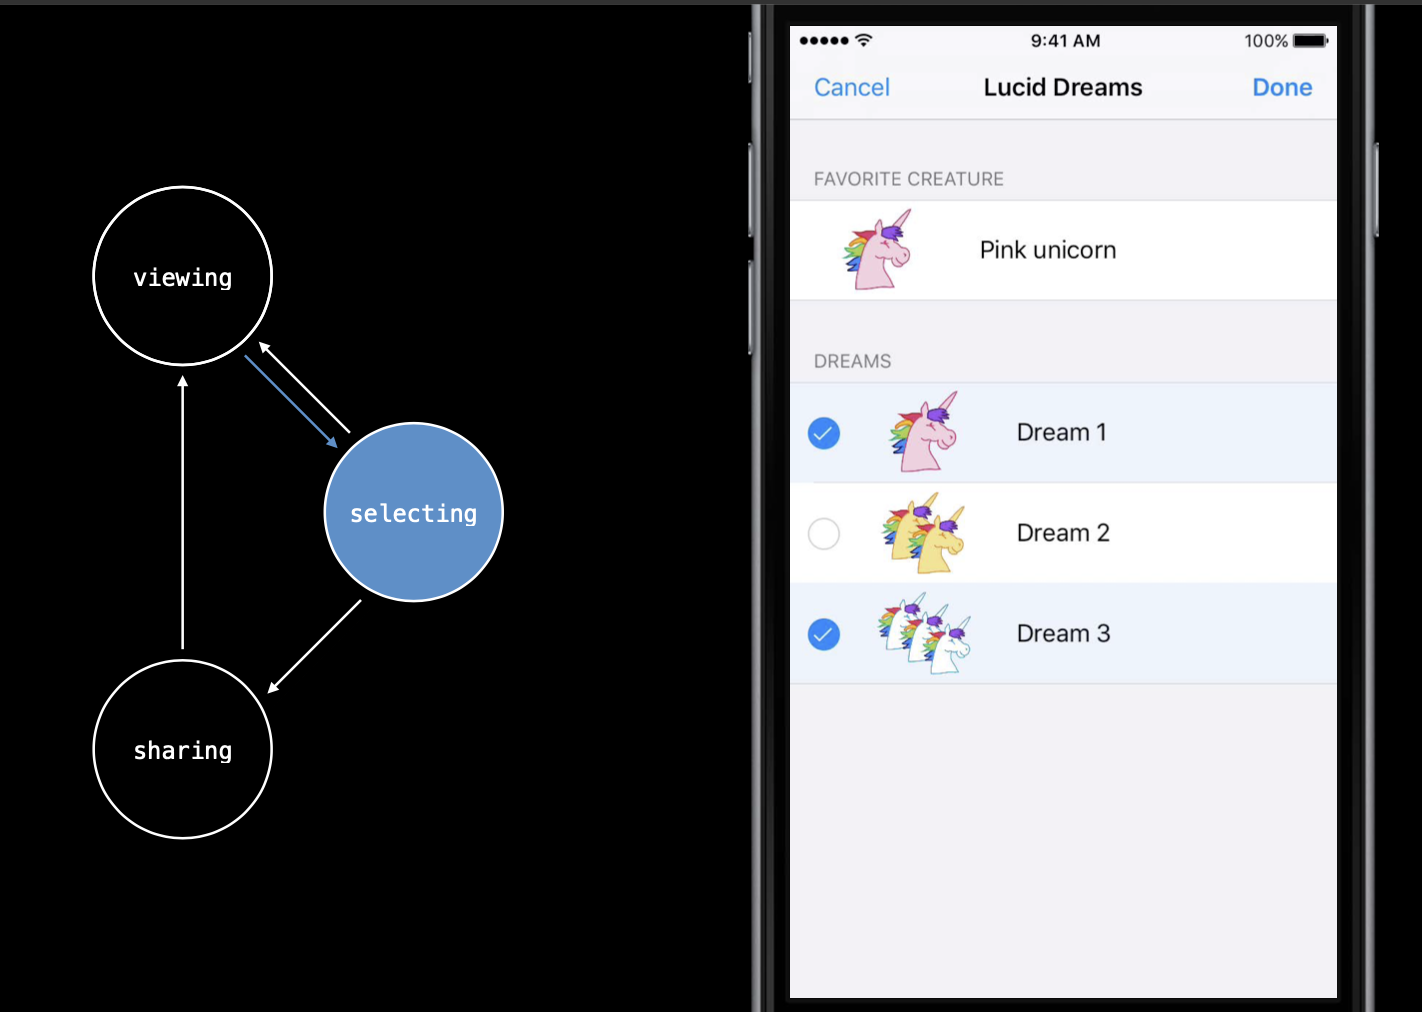 viewing
selecting
sharing
9:41 AM
100%
Cancel
Lucid Dreams
Done
FAVORITE CREATURE
Pink unicorn
DREAMS
Dream 1
Dream 2
Dream 3